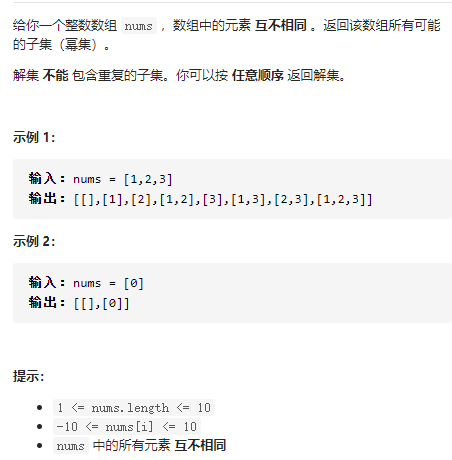 给你一个整数数组 nums ，数组中的元素 互不相同 。返回该数组所有可能
的子集（幂集）。
解集 不能 包含重复的子集。你可以按 任意顺序 返回解集。
示例 1：
输入：nums = [1,2,3]
输出：[[],[1],[2],[1,2],[3],[1,3],[2,3],[1,2,3]]
示例 2：
输入：nums = [0]
输出：[[],[0]]
提示：
• 1 <= nums.length <= 10
• -10 <= nums[i] <= 10
• nums 中的所有元素 互不相同